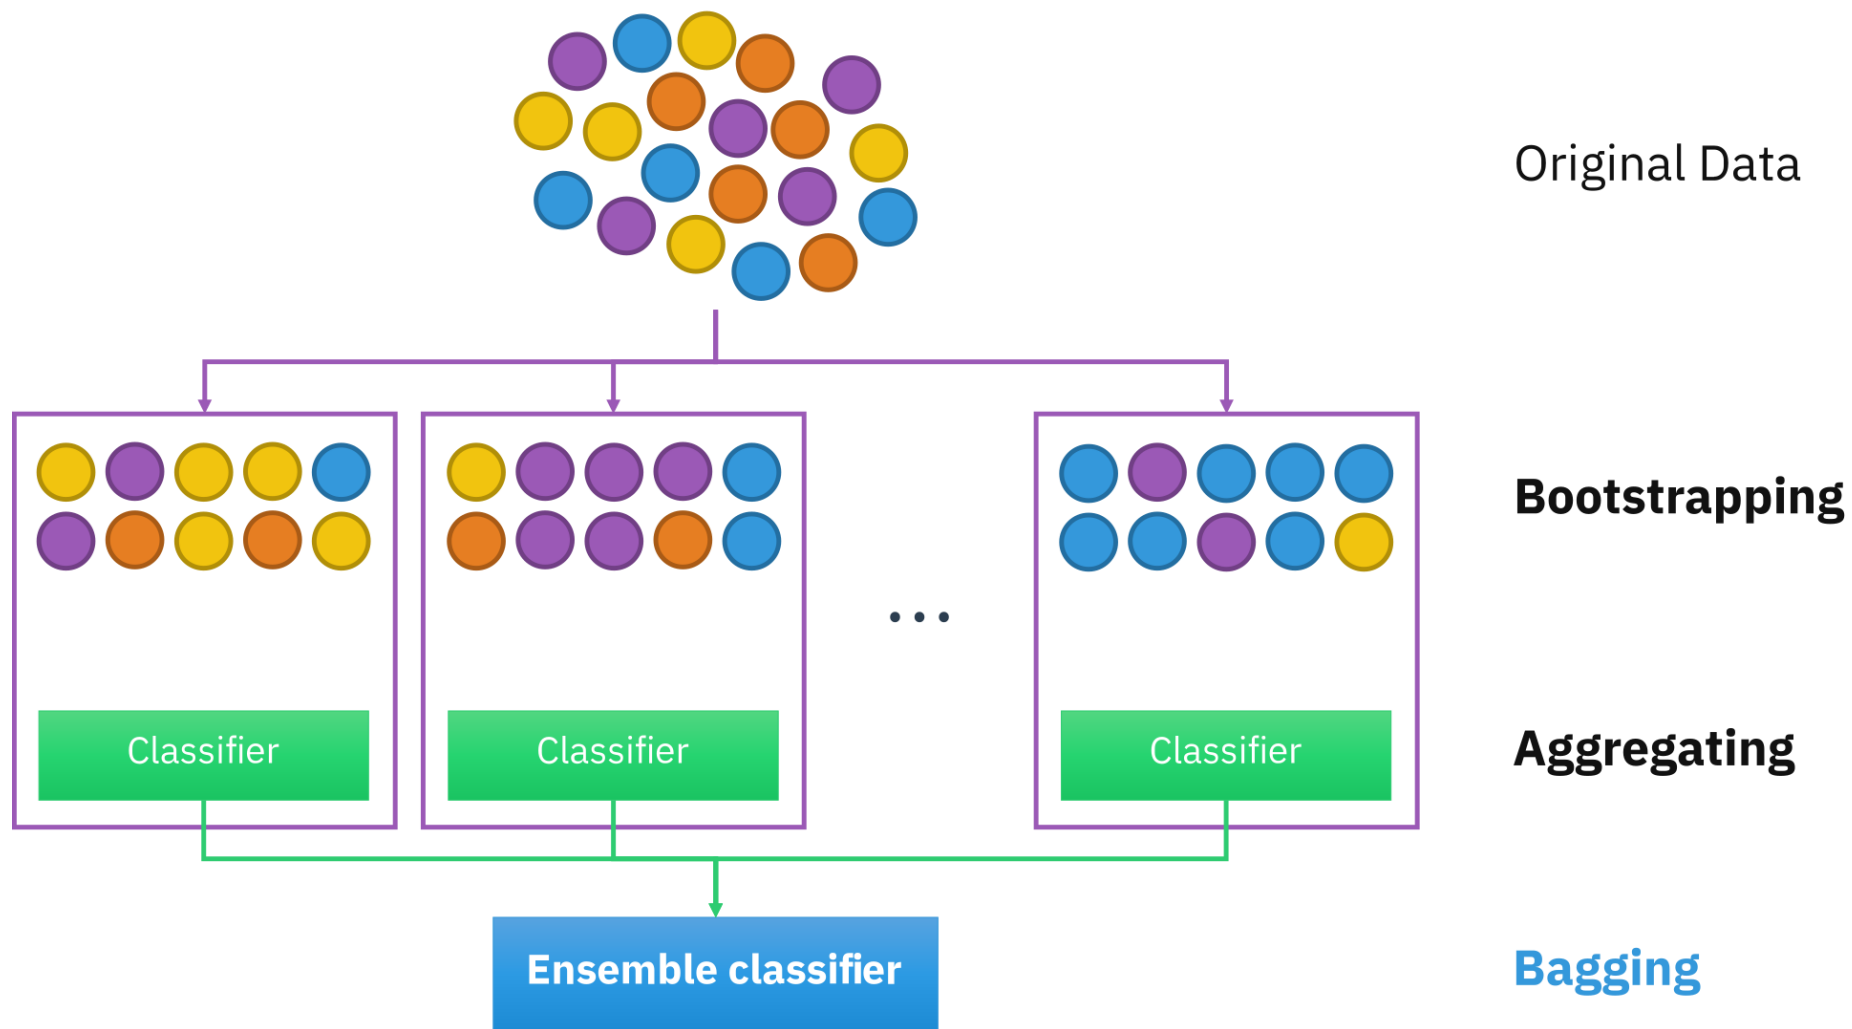 Original Data
Bootstrapping
...
Classifier
Classifier
Classifier
Aggregating
Ensemble classifier
Bagging